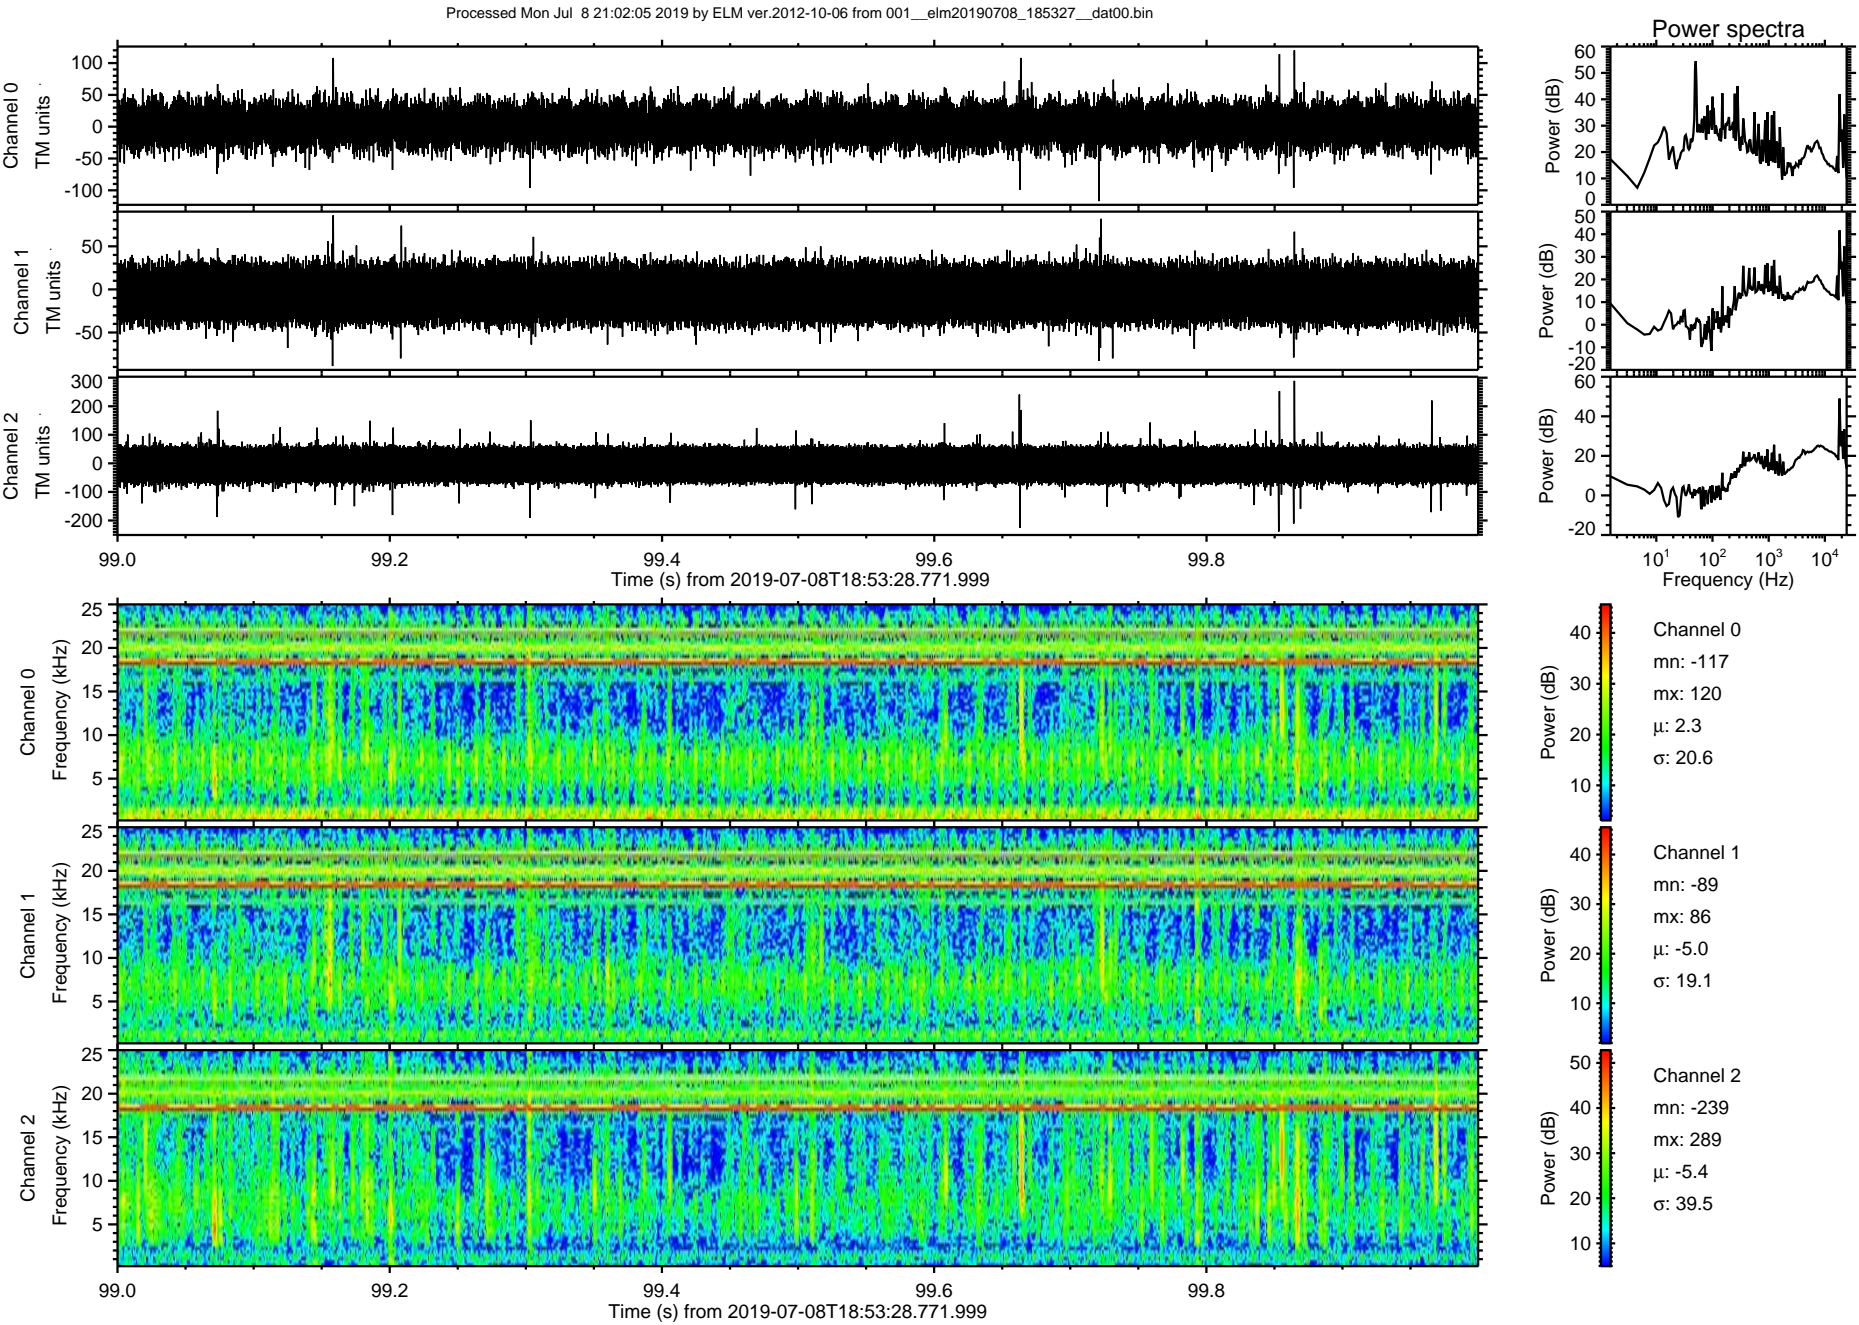 Processed Mon Jul  8 21:02:05 2019 by ELM ver.2012-10-06 from 001__elm20190708_185327__dat00.bin
Power spectra
Channel 0
TM units
100
50
0
-50
-100
Power (dB)
60
50
40
30
20
10
0
Channel 1
TM units
50
0
-50
Power (dB)
50
40
30
20
10
0
-10
-20
Channel 2
TM units
300
200
100
0
-100
-200
Power (dB)
60
40
20
0
-20
99.0 99.2 99.4 99.6 99.8
Time (s) from 2019-07-08T18:53:28.771.999
10¹ 10² 10³ 10⁴
Frequency (Hz)
Channel 0
Frequency (kHz)
25
20
15
10
5
Power (dB)
40
30
20
10
Channel 0
mn: -117
mx: 120
μ: 2.3
σ: 20.6
Channel 1
Frequency (kHz)
25
20
15
10
5
Power (dB)
40
30
20
10
Channel 1
mn: -89
mx: 86
μ: -5.0
σ: 19.1
Channel 2
Frequency (kHz)
25
20
15
10
5
Power (dB)
50
40
30
20
10
Channel 2
mn: -239
mx: 289
μ: -5.4
σ: 39.5
99.0 99.2 99.4 99.6 99.8
Time (s) from 2019-07-08T18:53:28.771.999